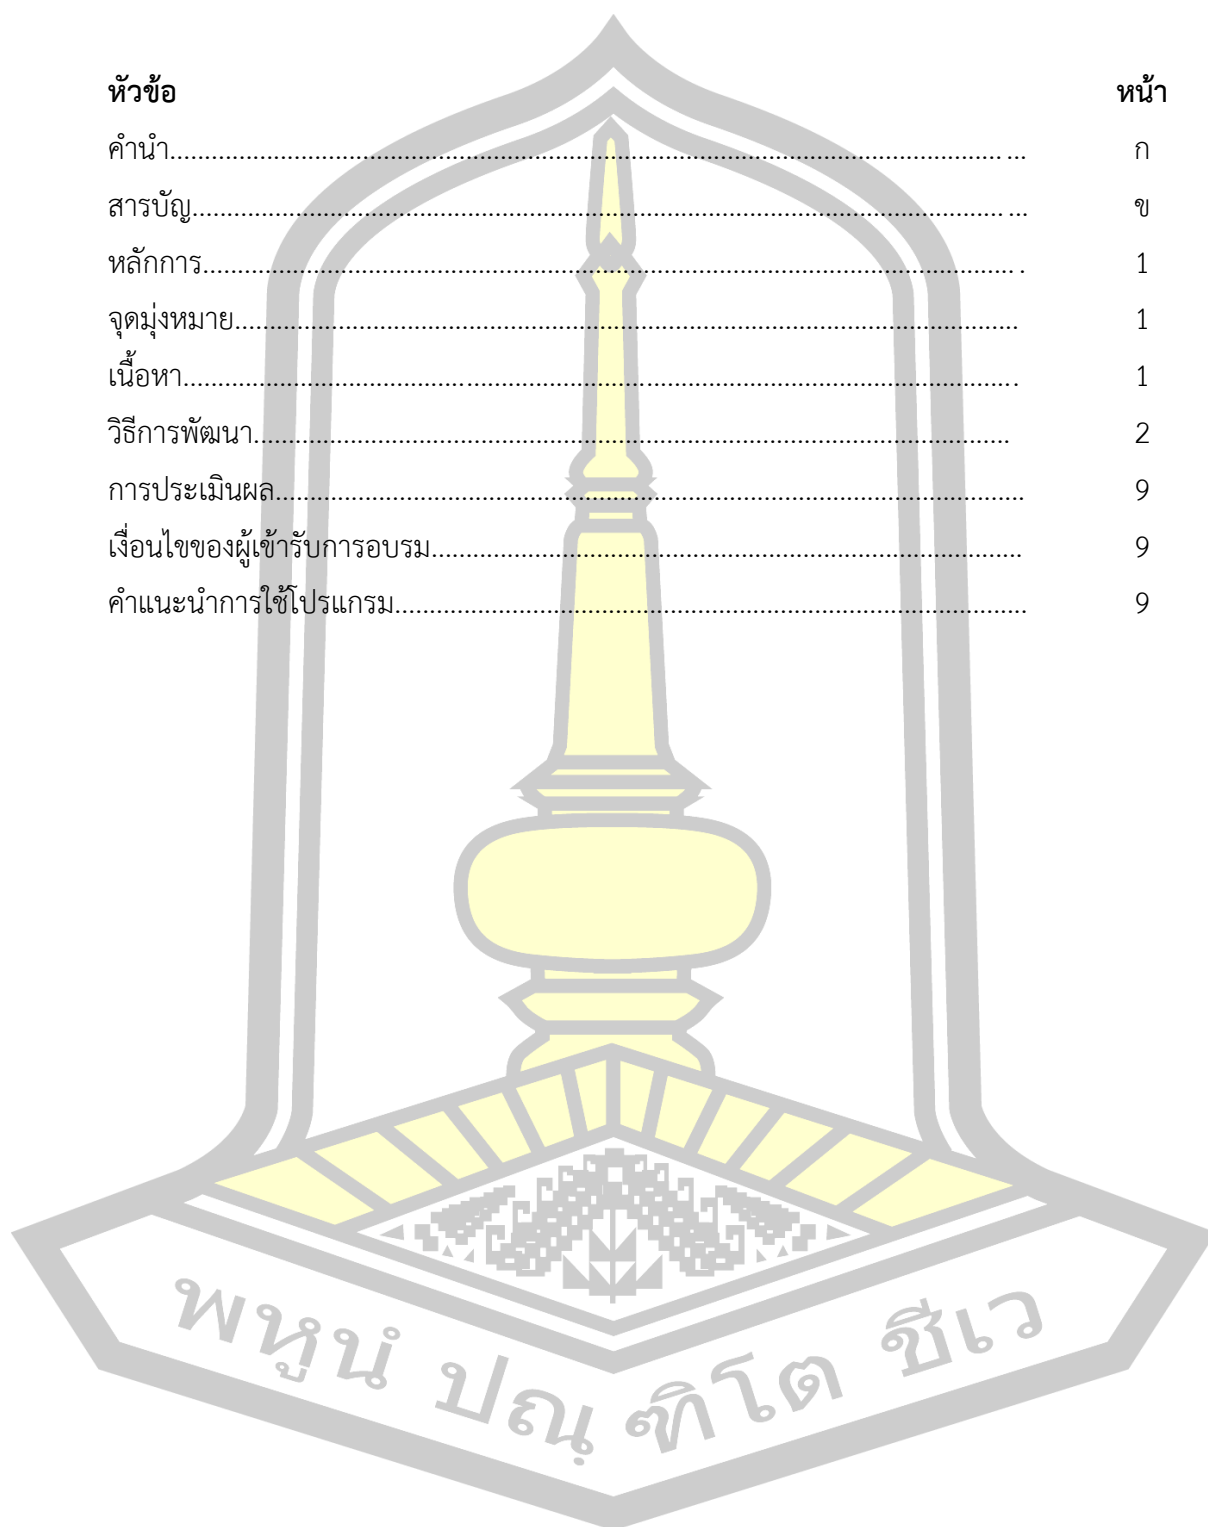 หัวข้อ หน้า
คำนำ........................................................................................................................... ... ก
สารบัญ........................................................................................................................ ... ข
หลักการ....................................................................................................................... . 1
จุดมุ่งหมาย.................................................................................................................. 1
เนื้อหา.......................................................................................................................... 1
วิธีการพัฒนา............................................................................................................... 2
การประเมินผล............................................................................................................. 9
เงื่อนไขของผู้เข้ารับการอบรม....................................................................................... 9
คำแนะนำการใช้โปรแกรม............................................................................................. 9
พหูนํ ปณฺ ฑิโต ชีเว